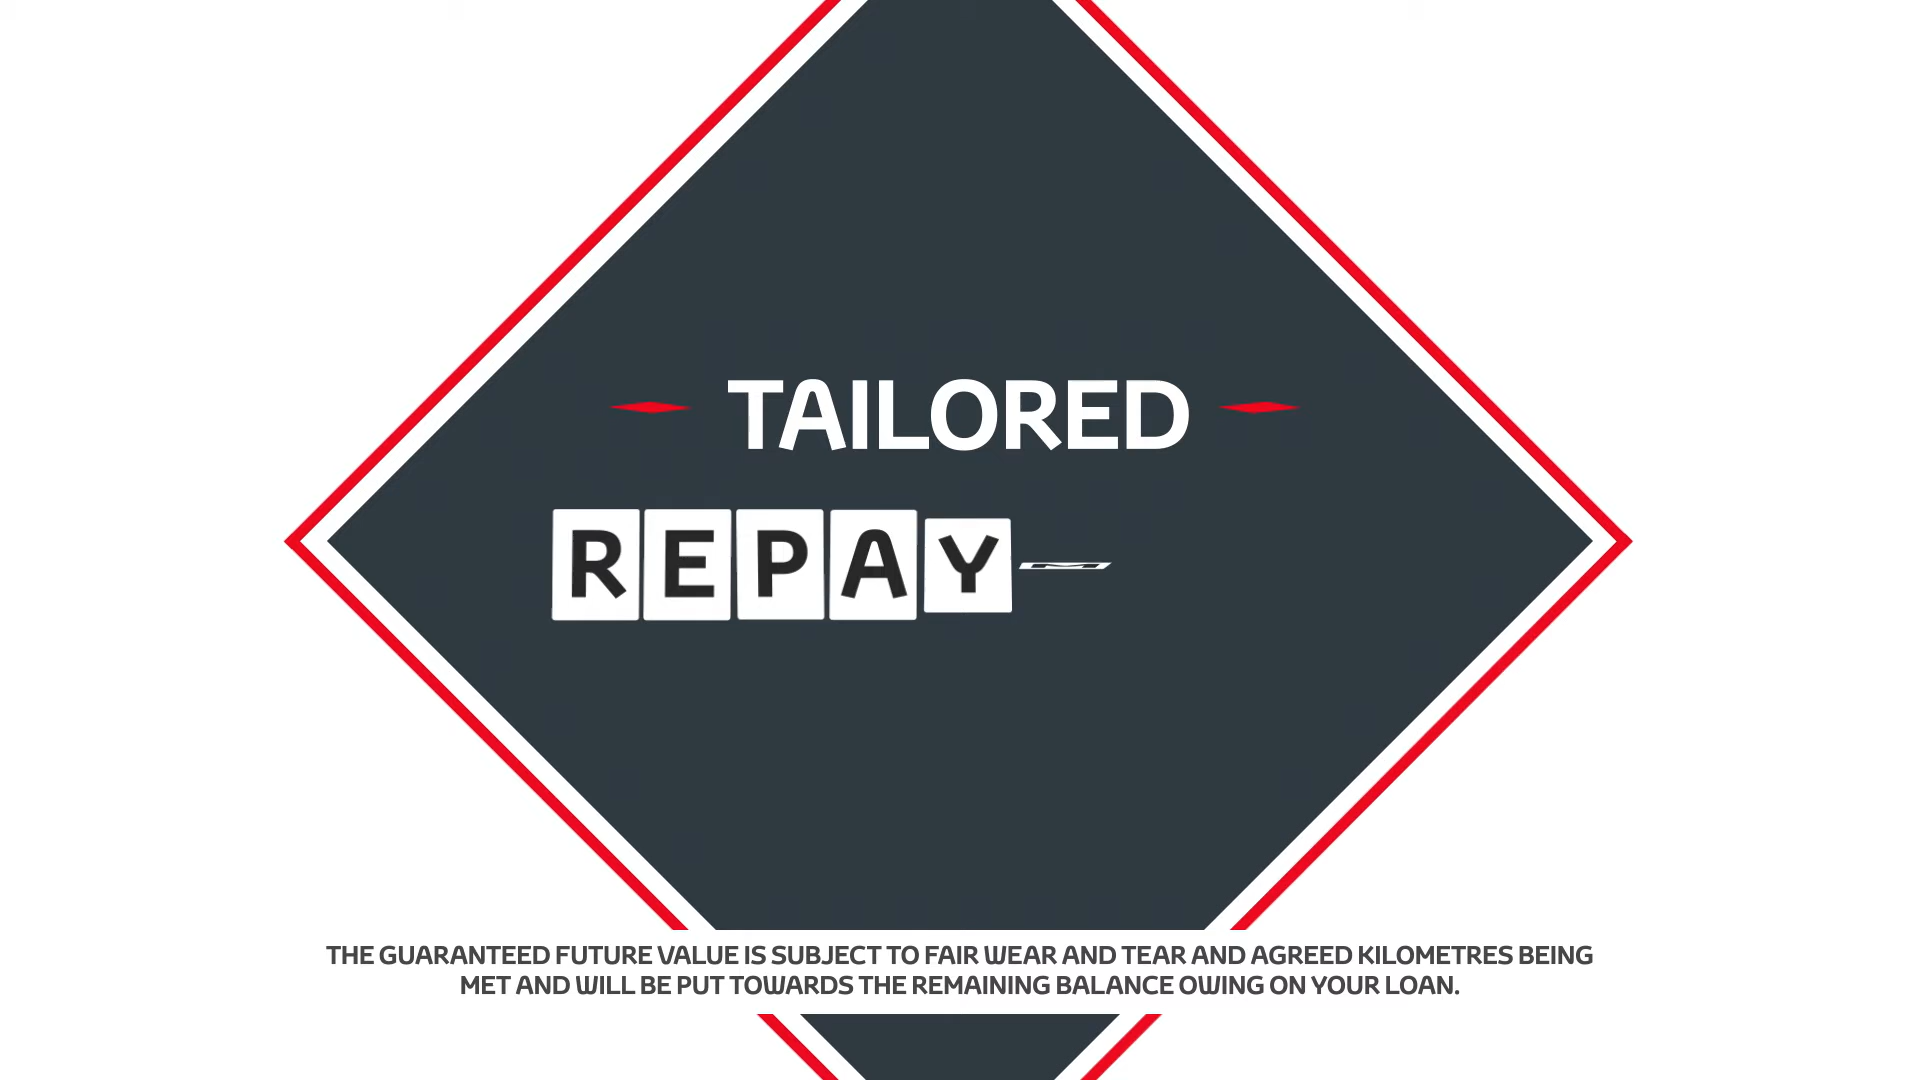 TAILORED
REPAY
THE GUARANTEED FUTURE VALUE IS SUBJECT TO FAIR WEAR AND TEAR AND AGREED KILOMETRES BEING
MET AND WILL BE PUT TOWARDS THE REMAINING BALANCE OWING ON YOUR LOAN.